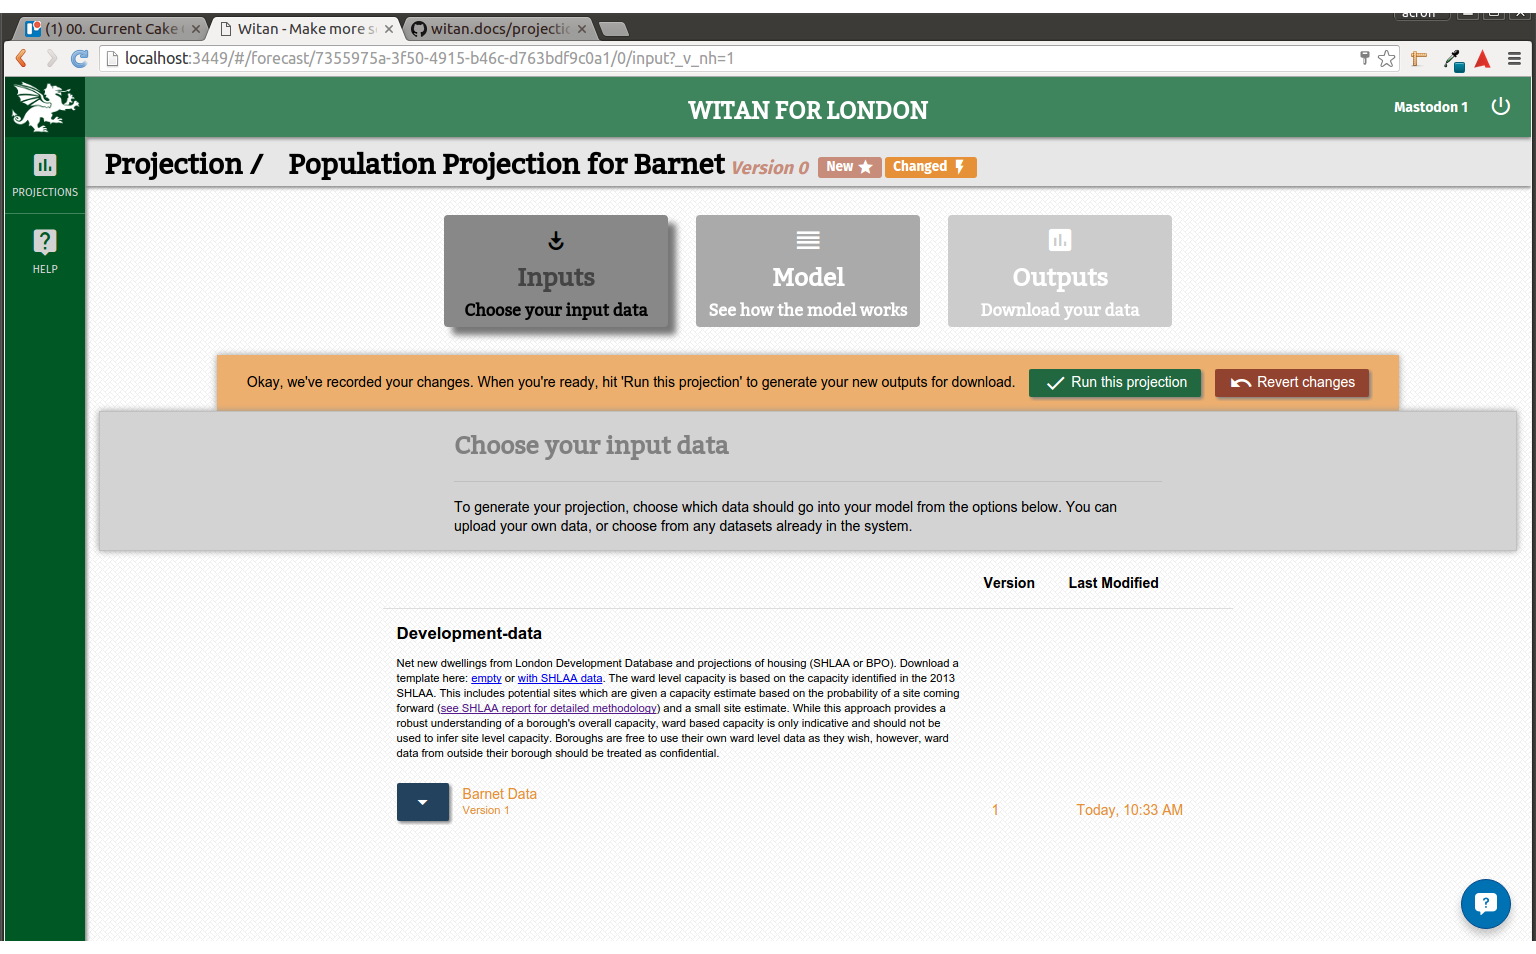 acron
(1) 00. Current Cake
Witan - Make more s
witan.docs/projectic
localhost:3449/#/forecast/7355975a-3f50-4915-b46c-d763bdf9c0a1/0/input?_v_nh=1
WITAN FOR LONDON
Mastodon 1
PROJECTIONS
HELP
Projection / Population Projection for Barnet Version 0 New Changed
Inputs
Choose your input data
Model
See how the model works
Outputs
Download your data
Okay, we've recorded your changes. When you're ready, hit 'Run this projection' to generate your new outputs for download. Run this projection Revert changes
Choose your input data
To generate your projection, choose which data should go into your model from the options below. You can
upload your own data, or choose from any datasets already in the system.
Version Last Modified
Development-data
Net new dwellings from London Development Database and projections of housing (SHLAA or BPO). Download a
template here: empty or with SHLAA data. The ward level capacity is based on the capacity identified in the 2013
SHLAA. This includes potential sites which are given a capacity estimate based on the probability of a site coming
forward (see SHLAA report for detailed methodology) and a small site estimate. While this approach provides a
robust understanding of a borough's overall capacity, ward based capacity is only indicative and should not be
used to infer site level capacity. Boroughs are free to use their own ward level data as they wish, however, ward
data from outside their borough should be treated as confidential.
Barnet Data
Version 1
1 Today, 10:33 AM